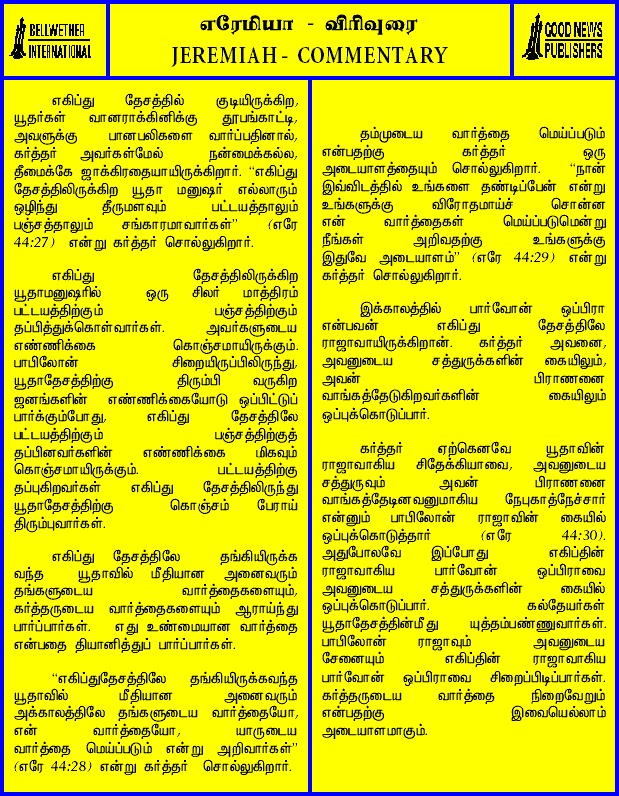 BELLWETHER
INTERNATIONAL
எரேமியா - விரிவுரை
JEREMIAH - COMMENTARY
GOOD NEWS
PUBLISHERS
எகிப்து தேசத்தில் குடியிருக்கிற,
யூதர்கள் வானராக்கினிக்கு தூபங்காட்டி,
அவளுக்கு பானபலிகளை வார்ப்பதினால்,
கர்த்தர் அவர்கள்மேல் நன்மைக்கல்ல,
தீமைக்கே ஜாக்கிரதையாயிருக்கிறார். “எகிப்து
தேசத்திலிருக்கிற யூதா மனுஷர் எல்லாரும்
ஒழிந்து தீருமளவும் பட்டயத்தாலும்
பஞ்சத்தாலும் சங்காரமாவார்கள்” (எரே
44:27) என்று கர்த்தர் சொல்லுகிறார்.
எகிப்து தேசத்திலிருக்கிற
யூதாமனுஷரில் ஒரு சிலர் மாத்திரம்
பட்டயத்திற்கும் பஞ்சத்திற்கும்
தப்பித்துக்கொள்வார்கள். அவர்களுடைய
எண்ணிக்கை கொஞ்சமாயிருக்கும்.
பாபிலோன் சிறையிருப்பிலிருந்து,
யூதாதேசத்திற்கு திரும்பி வருகிற
ஜனங்களின் எண்ணிக்கையோடு ஒப்பிட்டுப்
பார்க்கும்போது, எகிப்து தேசத்திலே
பட்டயத்திற்கும் பஞ்சத்திற்குத்
தப்பினவர்களின் எண்ணிக்கை மிகவும்
கொஞ்சமாயிருக்கும். பட்டயத்திற்கு
தப்புகிறவர்கள் எகிப்து தேசத்திலிருந்து
யூதாதேசத்திற்கு கொஞ்சம் பேராய்
திரும்புவார்கள்.
எகிப்து தேசத்திலே தங்கியிருக்க
வந்த யூதாவில் மீதியான அனைவரும்
தங்களுடைய வார்த்தைகளையும்,
கர்த்தருடைய வார்த்தைகளையும் ஆராய்ந்து
பார்ப்பார்கள். எது உண்மையான வார்த்தை
என்பதை தியானித்துப் பார்ப்பார்கள்.
“எகிப்துதேசத்திலே தங்கியிருக்கவந்த
யூதாவில் மீதியான அனைவரும்
அக்காலத்திலே தங்களுடைய வார்த்தையோ,
என் வார்த்தையோ, யாருடைய
வார்த்தை மெய்ப்படும் என்று அறிவார்கள்”
(எரே 44:28) என்று கர்த்தர் சொல்லுகிறார்.
தம்முடைய வார்த்தை மெய்ப்படும்
என்பதற்கு கர்த்தர் ஒரு
அடையாளத்தையும் சொல்லுகிறார். “நான்
இவ்விடத்தில் உங்களை தண்டிப்பேன் என்று
உங்களுக்கு விரோதமாய்ச் சொன்ன
என் வார்த்தைகள் மெய்ப்படுமென்று
நீங்கள் அறிவதற்கு உங்களுக்கு
இதுவே அடையாளம்” (எரே 44:29) என்று
கர்த்தர் சொல்லுகிறார்.
இக்காலத்தில் பார்வோன் ஒப்பிரா
என்பவன் எகிப்து தேசத்திலே
ராஜாவாயிருக்கிறான். கர்த்தர் அவனை,
அவனுடைய சத்துருக்களின் கையிலும்,
அவன் பிராணனை
வாங்கத்தேடுகிறவர்களின் கையிலும்
ஒப்புக்கொடுப்பார்.
கர்த்தர் ஏற்கெனவே யூதாவின்
ராஜாவாகிய சிதேக்கியாவை, அவனுடைய
சத்துருவும் அவன் பிராணனை
வாங்கத்தேடினவனுமாகிய நேபுகாத்நேச்சார்
என்னும் பாபிலோன் ராஜாவின் கையில்
ஒப்புக்கொடுத்தார் (எரே 44:30).
அதுபோலவே இப்போது எகிப்தின்
ராஜாவாகிய பார்வோன் ஒப்பிராவை
அவனுடைய சத்துருக்களின் கையில்
ஒப்புக்கொடுப்பார். கல்தேயர்கள்
யூதாதேசத்தின்மீது யுத்தம்பண்ணுவார்கள்.
பாபிலோன் ராஜாவும் அவனுடைய
சேனையும் எகிப்தின் ராஜாவாகிய
பார்வோன் ஒப்பிராவை சிறைப்பிடிப்பார்கள்.
கர்த்தருடைய வார்த்தை நிறைவேறும்
என்பதற்கு இவையெல்லாம்
அடையாளமாகும்.